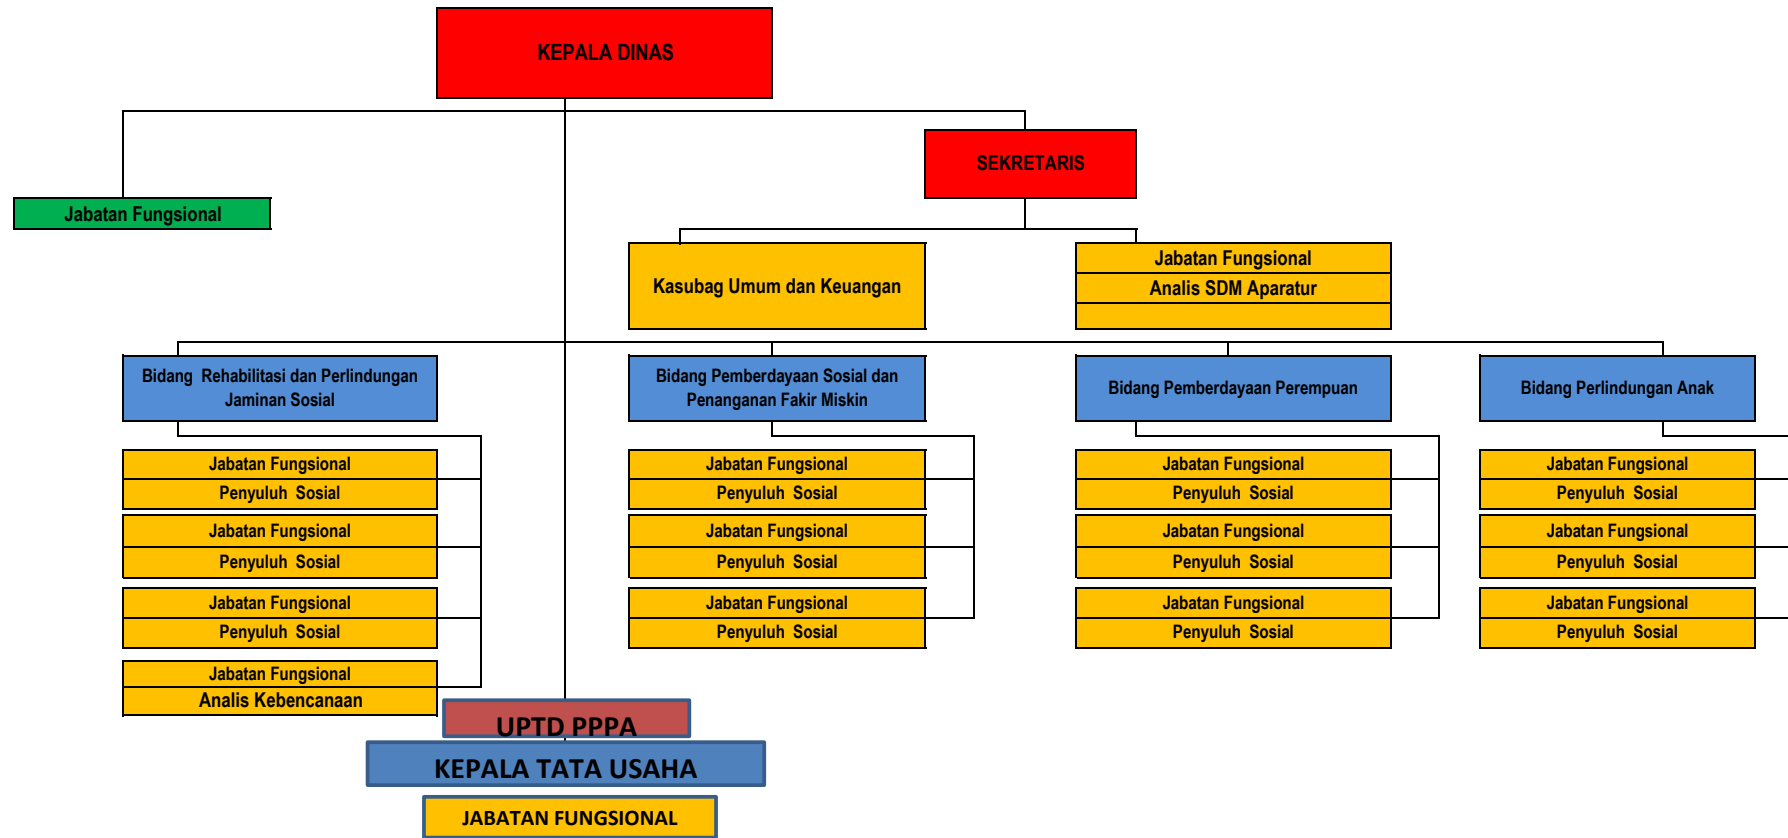 KEPALA DINAS
SEKRETARIS
Jabatan Fungsional
Kasubag Umum dan Keuangan
Jabatan Fungsional
Analis SDM Aparatur
Bidang Rehabilitasi dan Perlindungan
Jaminan Sosial
Bidang Pemberdayaan Sosial dan
Penanganan Fakir Miskin
Bidang Pemberdayaan Perempuan
Bidang Perlindungan Anak
Jabatan Fungsional
Penyuluh Sosial
Jabatan Fungsional
Penyuluh Sosial
Jabatan Fungsional
Penyuluh Sosial
Jabatan Fungsional
Analis Kebencanaan
Jabatan Fungsional
Penyuluh Sosial
Jabatan Fungsional
Penyuluh Sosial
Jabatan Fungsional
Penyuluh Sosial
Jabatan Fungsional
Penyuluh Sosial
Jabatan Fungsional
Penyuluh Sosial
Jabatan Fungsional
Penyuluh Sosial
Jabatan Fungsional
Penyuluh Sosial
Jabatan Fungsional
Penyuluh Sosial
Jabatan Fungsional
Penyuluh Sosial
UPTD PPPA
KEPALA TATA USAHA
JABATAN FUNGSIONAL